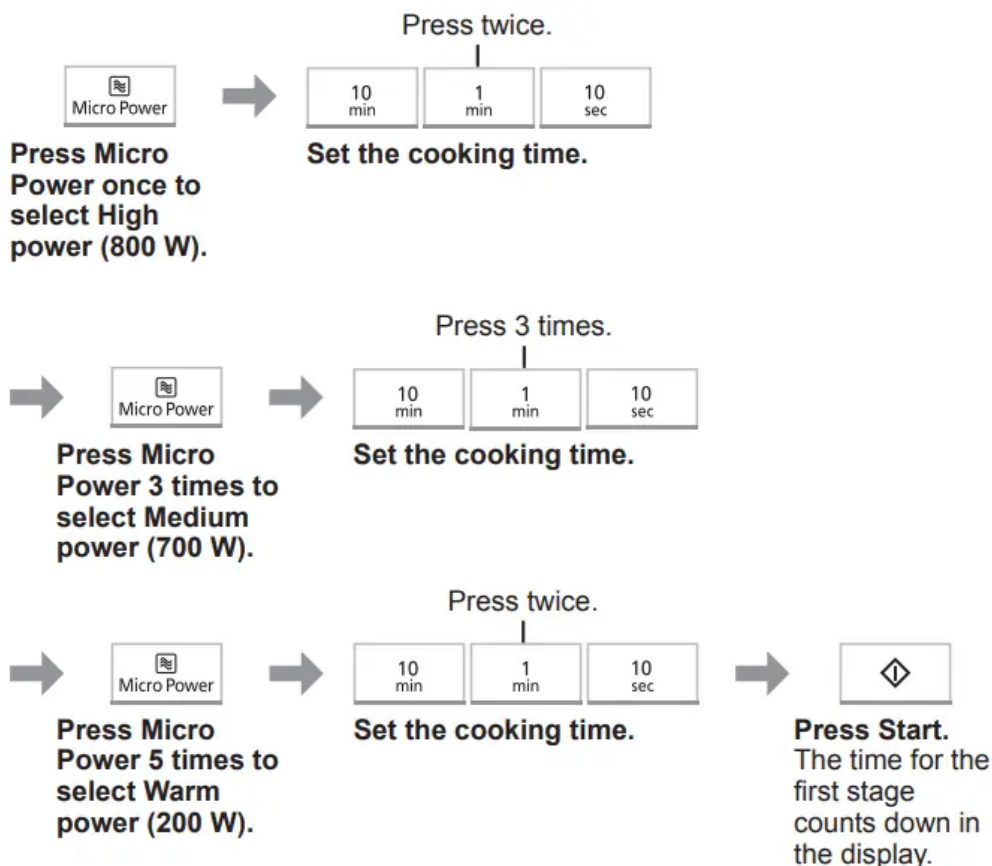 Press twice.
Micro Power
10
min
1
min
10
sec
Press Micro
Power once to
select High
power (800 W).
Set the cooking time.
Press 3 times.
Micro Power
10
min
1
min
10
sec
Press Micro
Power 3 times to
select Medium
power (700 W).
Set the cooking time.
Press twice.
Micro Power
10
min
1
min
10
sec
Press Micro
Power 5 times to
select Warm
power (200 W).
Set the cooking time.
Press Start.
The time for the
first stage
counts down in
the display.